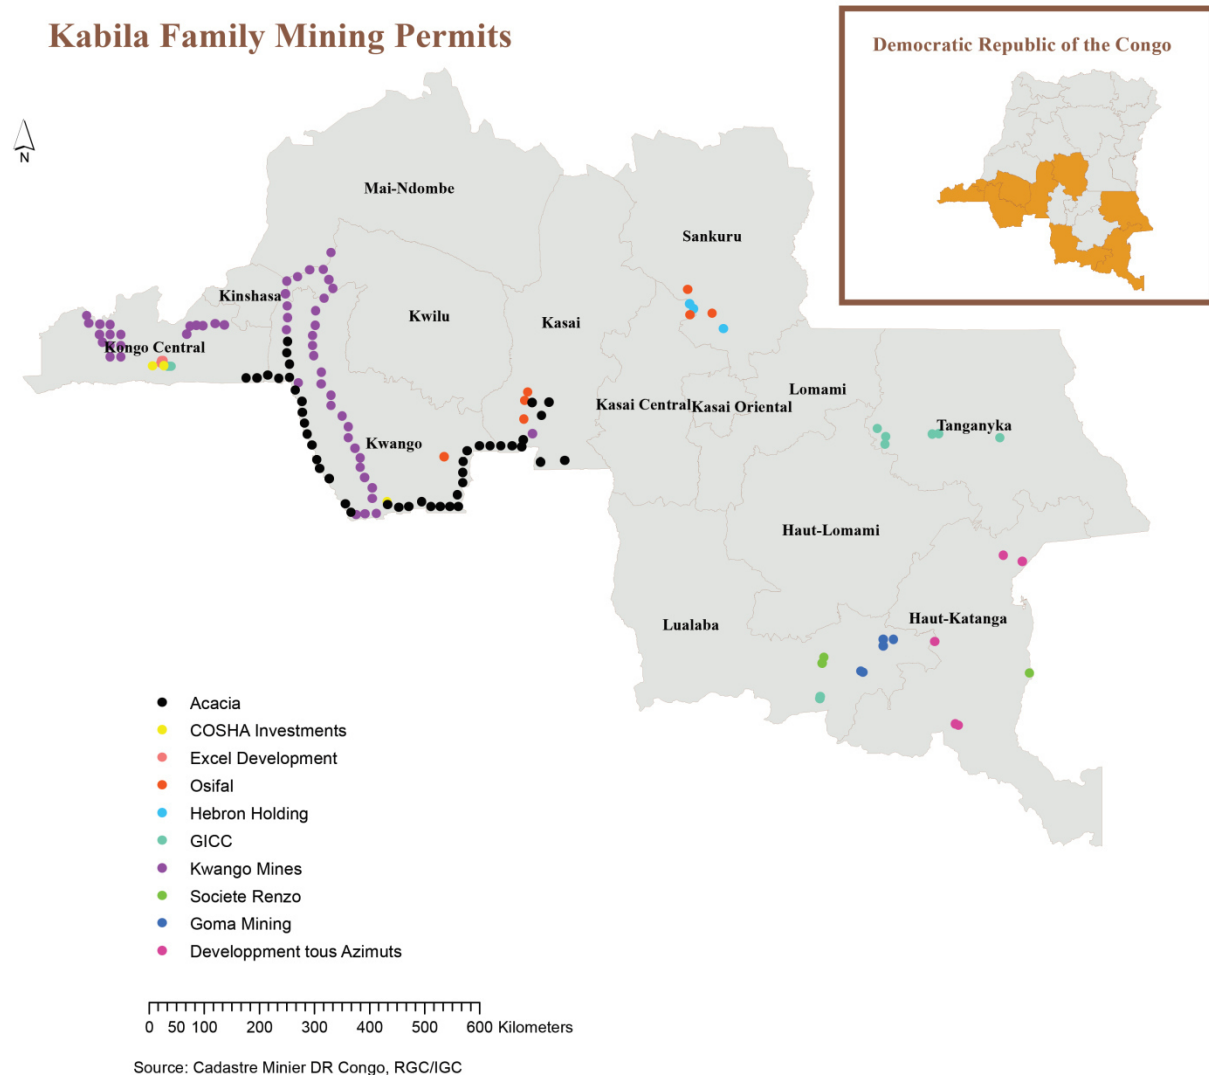 Kabila Family Mining Permits
Democratic Republic of the Congo
N
Mai-Ndombe
Sankuru
Kinshasa
Kwilu
Kasai
Kongo Central
Lomami
Kasai Central
Kasai Oriental
Tanganyka
Kwango
Haut-Lomami
Lualaba
Haut-Katanga
Acacia
COSHA Investments
Excel Development
Osifal
Hebron Holding
GICC
Kwango Mines
Societe Renzo
Goma Mining
Developpment tous Azimuts
0 50 100 200 300 400 500 600 Kilometers
Source: Cadastre Minier DR Congo, RGC/IGC